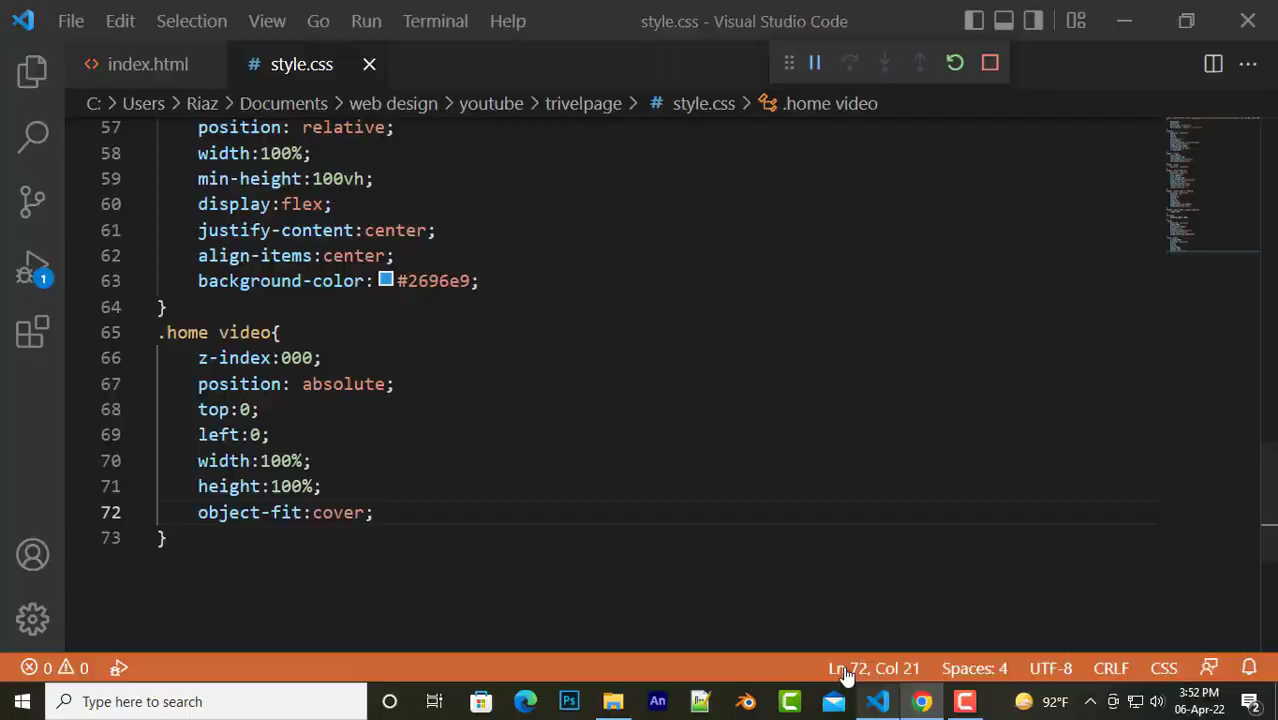 File Edit Selection View Go Run Terminal Help style.css - Visual Studio Code
<> index.html # style.css
C: > Users > Riaz > Documents > web design > youtube > trivelpage > # style.css > .home video
57 position: relative;
58 width:100%;
59 min-height:100vh;
60 display:flex;
61 justify-content:center;
62 align-items:center;
63 background-color: #2696e9;
64 }
65 .home video{
66 z-index:000;
67 position: absolute;
68 top:0;
69 left:0;
70 width:100%;
71 height:100%;
72 object-fit:cover;
73 }
1
0 0 Ln 72, Col 21 Spaces: 4 UTF-8 CRLF CSS
Type here to search Ps An 92°F 3:52 PM
06-Apr-22 2